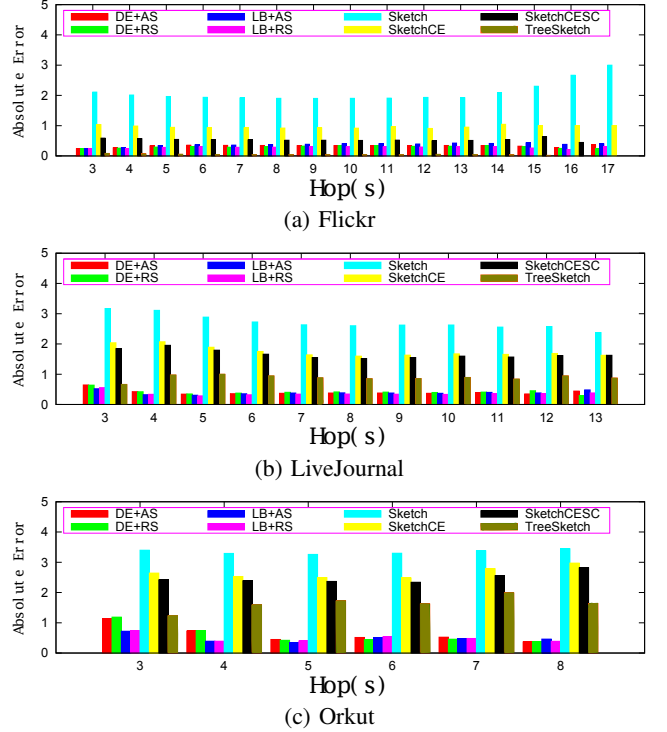 5
4
3
2
1
0
Absolute Error
DE+AS LB+AS Sketch SketchCESC
DE+RS LB+RS SketchCE TreeSketch
3 4 5 6 7 8 9 10 11 12 13 14 15 16 17
Hop(s)
(a) Flickr
5
4
3
2
1
0
Absolute Error
DE+AS LB+AS Sketch SketchCESC
DE+RS LB+RS SketchCE TreeSketch
3 4 5 6 7 8 9 10 11 12 13
Hop(s)
(b) LiveJournal
5
4
3
2
1
0
Absolute Error
DE+AS LB+AS Sketch SketchCESC
DE+RS LB+RS SketchCE TreeSketch
3 4 5 6 7 8
Hop(s)
(c) Orkut